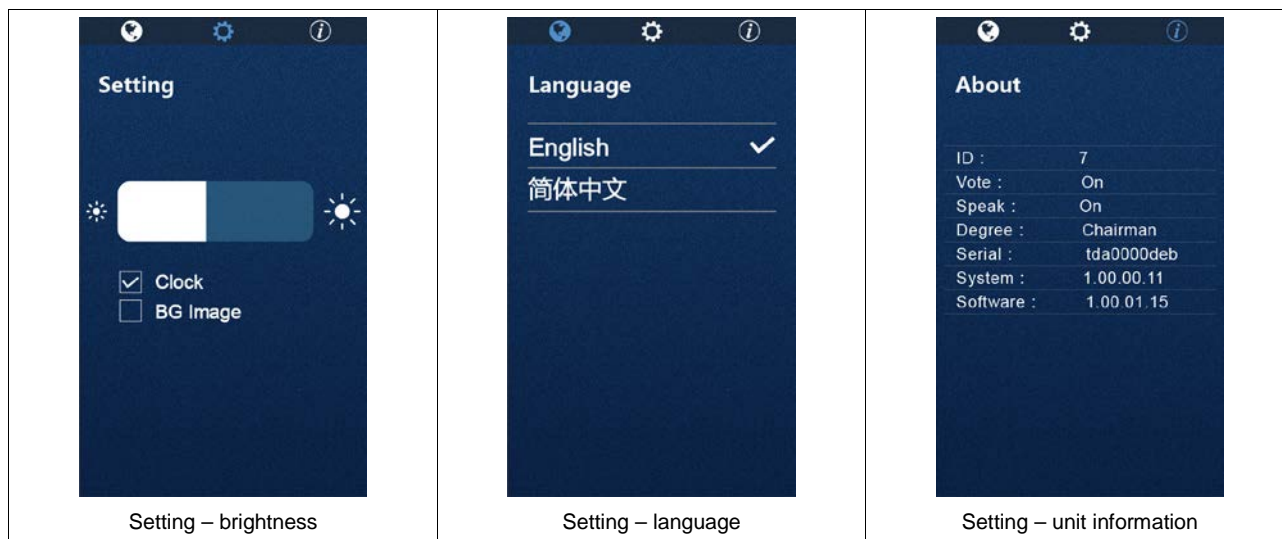 Setting
Clock
BG Image
Setting – brightness
Language
English
简体中文
Setting – language
About
ID : 7
Vote : On
Speak : On
Degree : Chairman
Serial : tda0000deb
System : 1.00.00.11
Software : 1.00.01.15
Setting – unit information